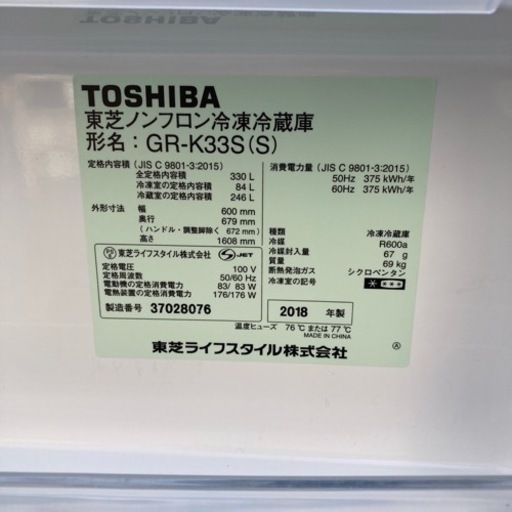 TOSHIBA
東芝ノンフロン冷凍冷蔵庫
形名：GR-K33S(S)
定格内容積 (JIS C 9801-3:2015)
全定格内容積 330 L
冷凍室の定格内容積 84 L
冷蔵室の定格内容積 246 L
外形寸法 幅 600 mm
奥行 679 mm
(ハンドル・調整脚除く 672 mm)
高さ 1608 mm
東芝ライフスタイル株式会社 JET
定格電圧 100 V
定格周波数 50/60 Hz
電動機の定格消費電力 83/ 83 W
電熱装置の定格消費電力 176/176 W
製造番号 37028076
消費電力量 (JIS C 9801-3:2015)
50Hz 375 kWh/年
60Hz 375 kWh/年
種類 冷凍冷蔵庫
冷媒 R600a
冷媒封入量 67 g
質量 69 kg
断熱発泡ガス シクロペンタン
冷凍室の記号
2018 年製
温度ヒューズ 76℃ または 77℃
MADE IN CHINA
東芝ライフスタイル株式会社
Ⓐ